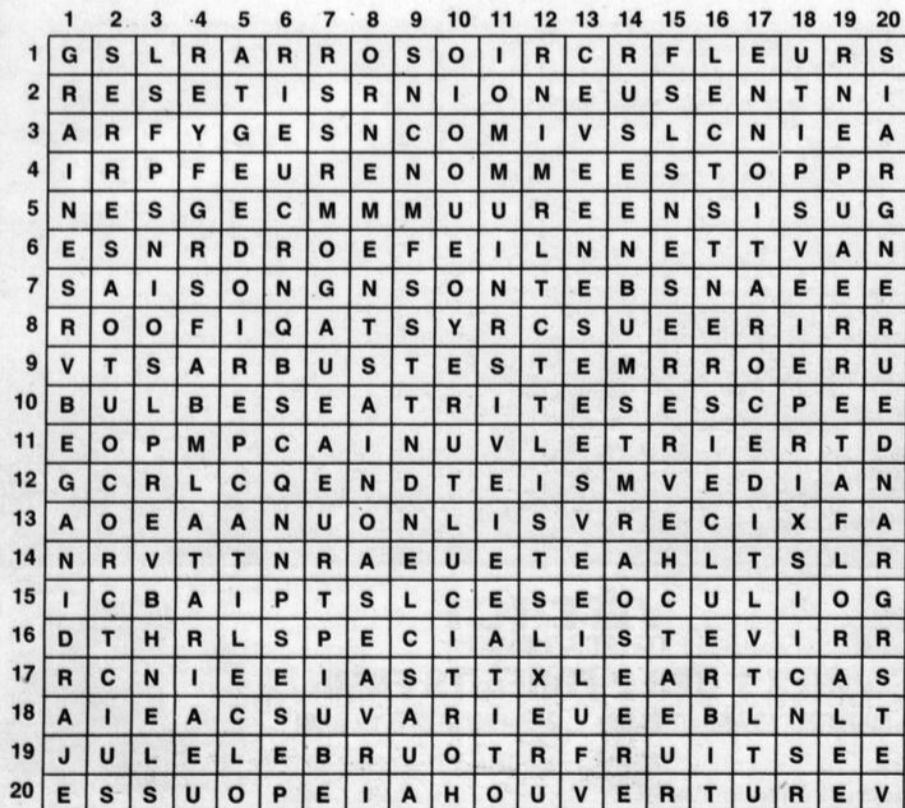 1 2 3 4 5 6 7 8 9 10 11 12 13 14 15 16 17 18 19 20
1 G S L R A R R O S O I R C R F L E U R S
2 R E S E T I S R N I O N E U S E N T N I
3 A R F Y G E S N C O M I V S L C N I E A
4 I R P F E U R E N O M M E E S T O P P R
5 N E S G E C M M M U U R E E N S I S U G
6 E S N R D R O E F E I L N N E T T V A N
7 S A I S O N G N S O N T E B S N A E E E
8 R O O F I Q A T S Y R C S U E E R I R R
9 V T S A R B U S T E S T E M R R O E R U
10 B U L B E S E A T R I T E S E S C P E E
11 E O P M P C A I N U V L E T R I E R T D
12 G C R L C Q E N D T E I S M V E D I A N
13 A O E A A N U O N L I S V R E C I X F A
14 N R V T T N R A E U E T E A H L T S L R
15 I C B A I P T S L C E S E O C U L I O G
16 D T H R L S P E C I A L I S T E V I R R
17 R C N I E E I A S T T X L E A R T C A S
18 A I E A C S U V A R I E U E E B L N L T
19 J U L E L E B R U O T R F R U I T S E E
20 E S S U O P E I A H O U V E R T U R E V